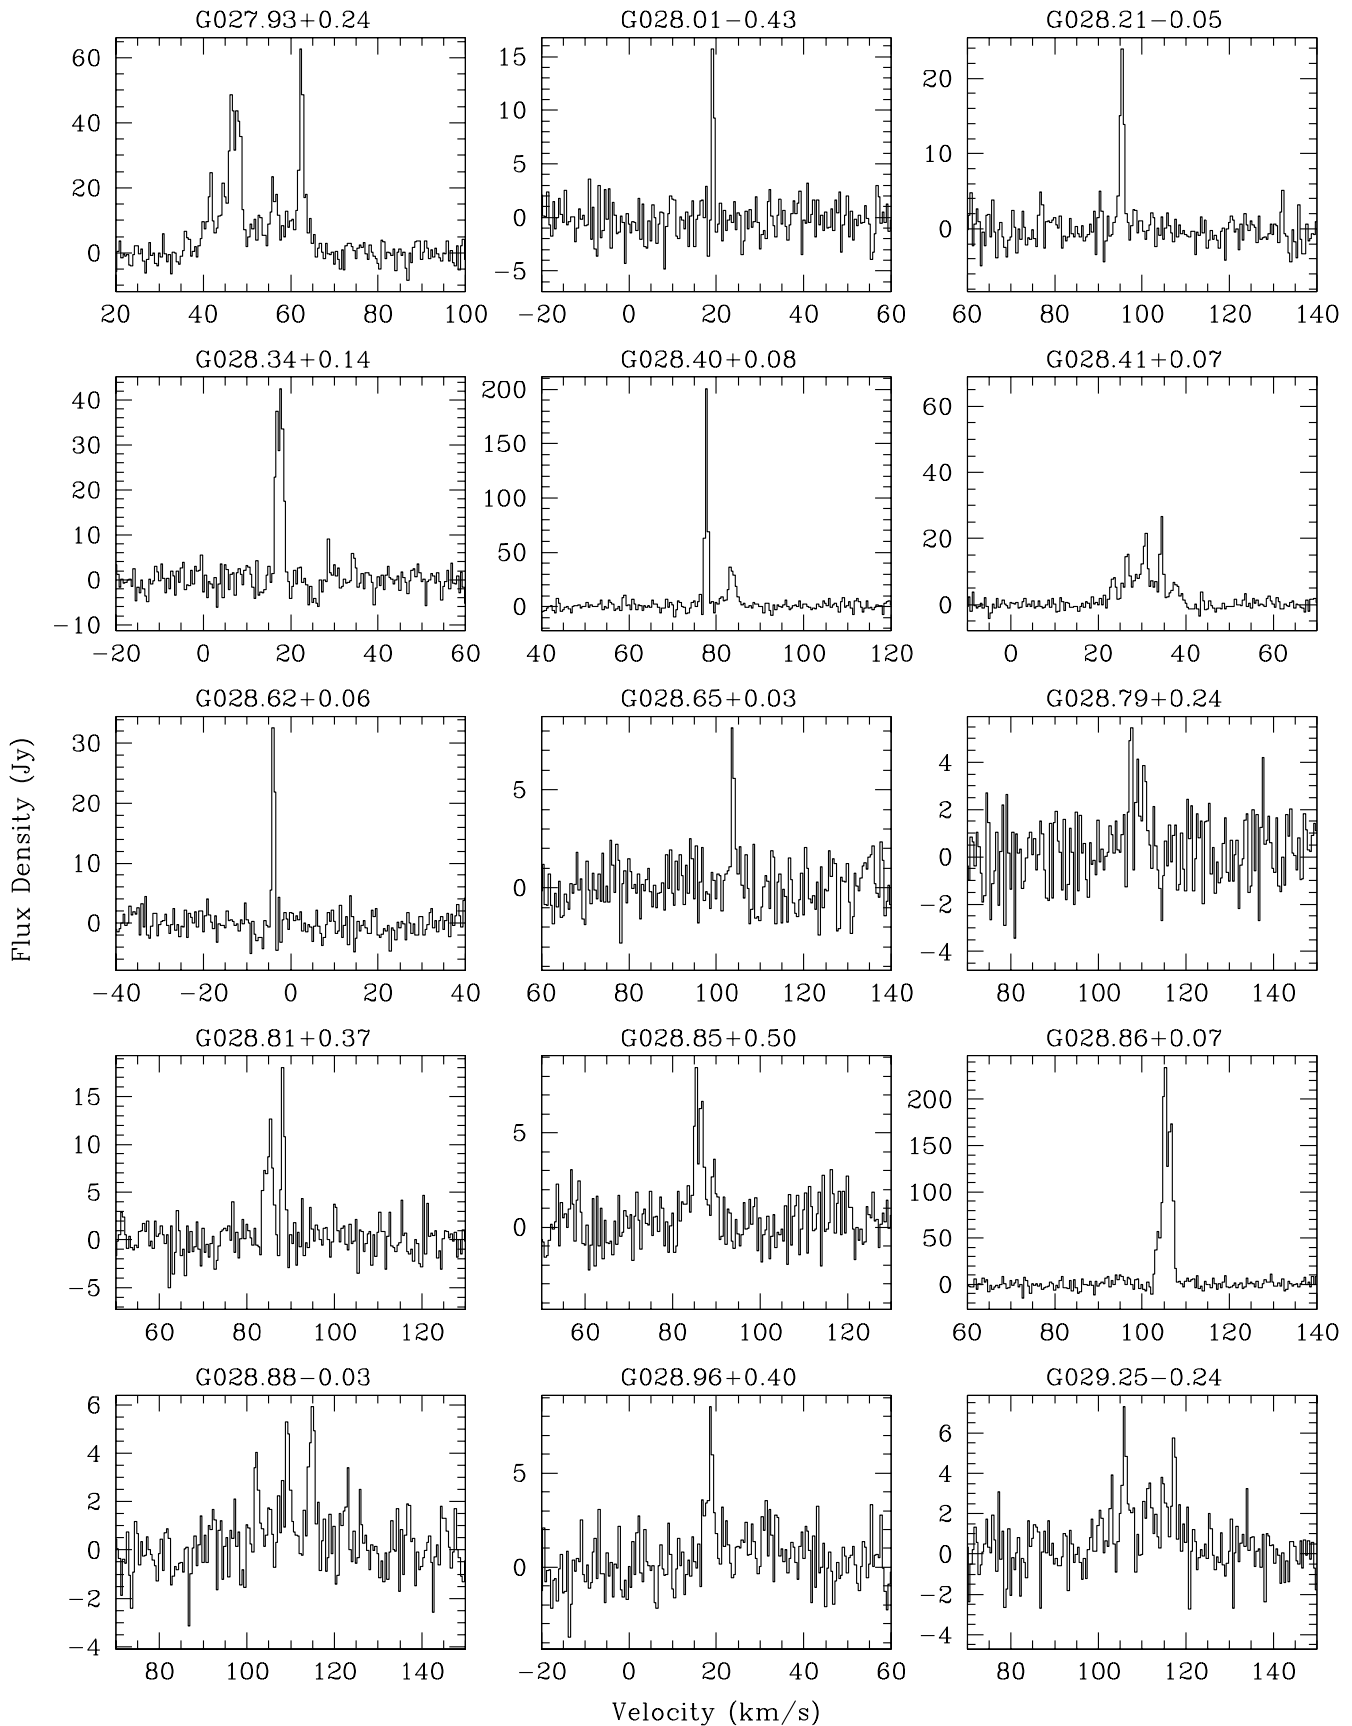 G027.93+0.24 G028.01−0.43 G028.21−0.05
60 40 20 0
20 40 60 80 100
15 10 5 0 −5
−20 0 20 40 60
20 10 0
60 80 100 120 140
G028.34+0.14 G028.40+0.08 G028.41+0.07
40 30 20 10 0 −10
−20 0 20 40 60
200 150 100 50 0
40 60 80 100 120
60 40 20 0
0 20 40 60
G028.62+0.06 G028.65+0.03 G028.79+0.24
Flux Density (Jy)
30 20 10 0
−40 −20 0 20 40
5 0
60 80 100 120 140
4 2 0 −2 −4
80 100 120 140
G028.81+0.37 G028.85+0.50 G028.86+0.07
15 10 5 0 −5
60 80 100 120
5 0
60 80 100 120
200 150 100 50 0
60 80 100 120 140
G028.88−0.03 G028.96+0.40 G029.25−0.24
6 4 2 0 −2 −4
80 100 120 140
5 0
−20 0 20 40 60
6 4 2 0 −2 −4
80 100 120 140
Velocity (km/s)